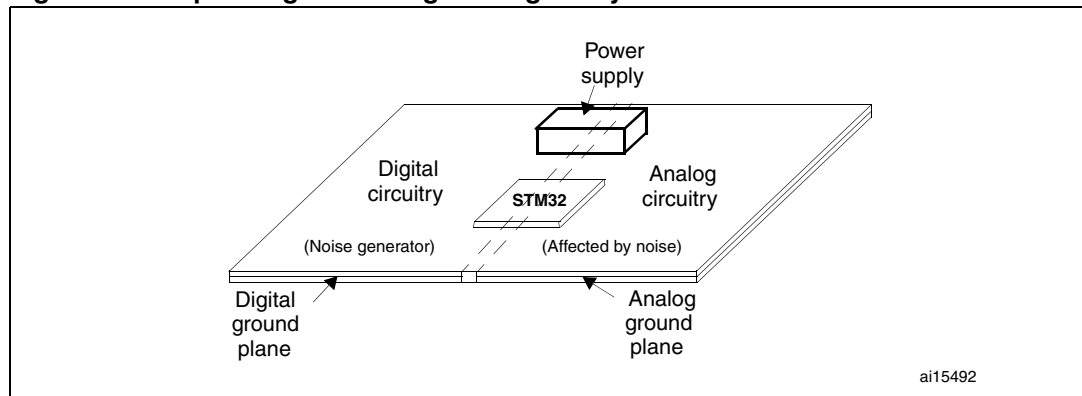 Power
supply
Digital
circuitry
Analog
circuitry
STM32
(Noise generator)
(Affected by noise)
Digital
ground
plane
Analog
ground
plane
ai15492